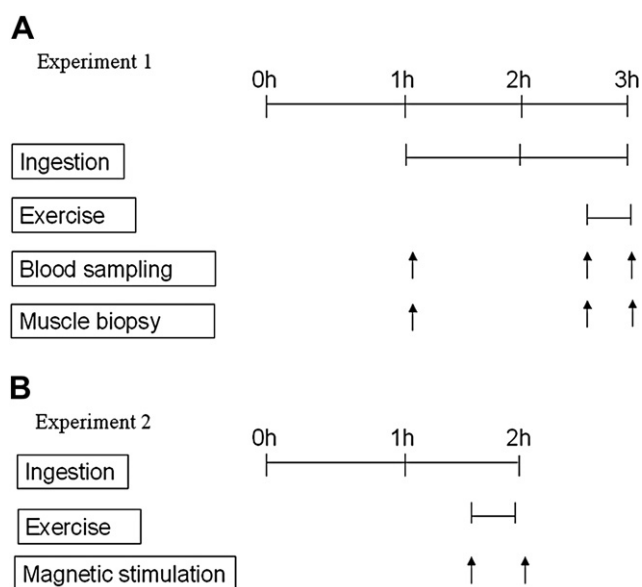 A
Experiment 1
0h 1h 2h 3h
Ingestion
Exercise
Blood sampling
Muscle biopsy
B
Experiment 2
0h 1h 2h
Ingestion
Exercise
Magnetic stimulation